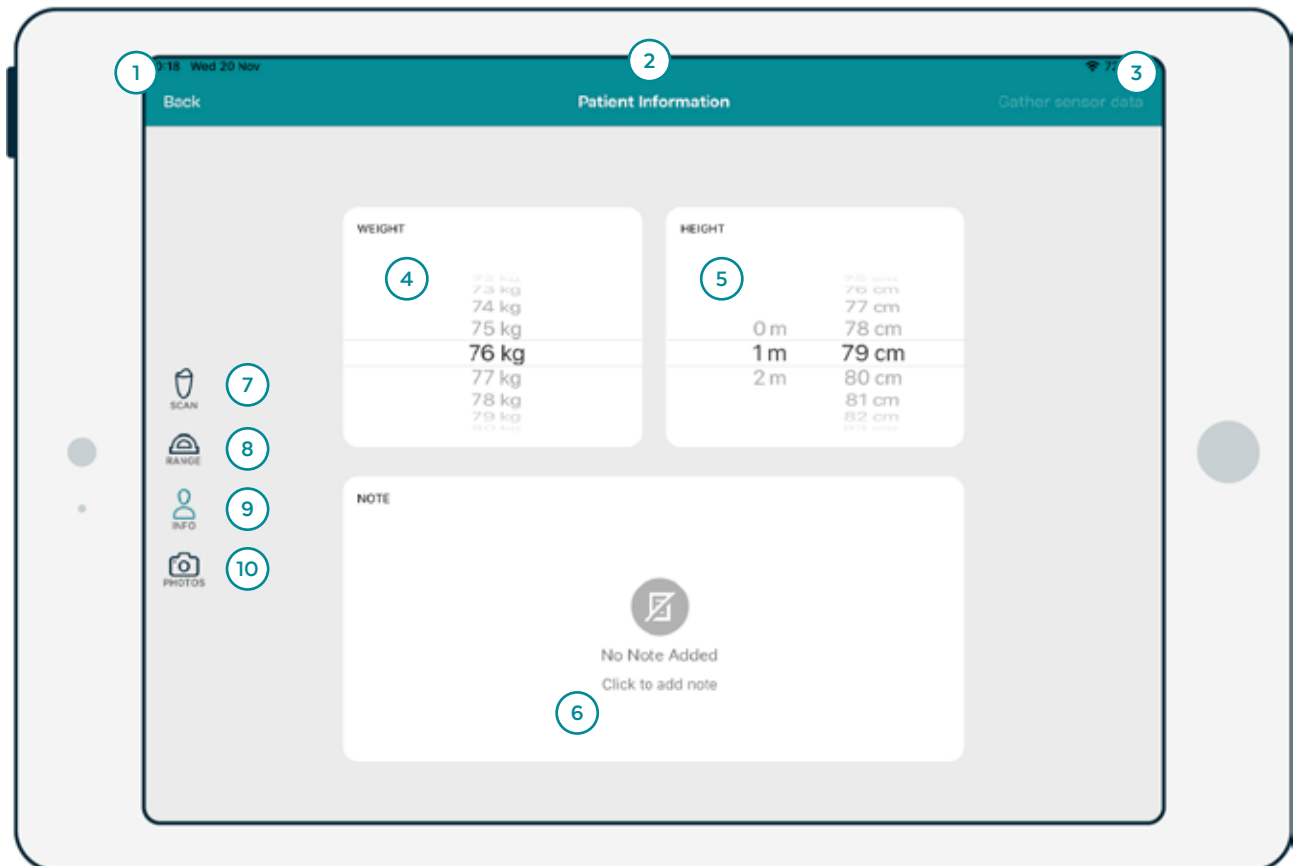 1
2
3
0:18 Wed 20 Nov
Back
Patient Information
Gather sensor data
WEIGHT
4
73 kg
74 kg
75 kg
76 kg
77 kg
78 kg
79 kg
HEIGHT
5
0 m
1 m
2 m
76 cm
77 cm
78 cm
79 cm
80 cm
81 cm
82 cm
SCAN
7
RANGE
8
INFO
9
PHOTOS
10
NOTE
No Note Added
Click to add note
6